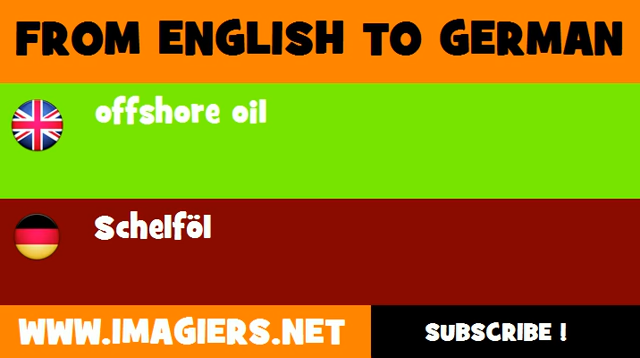 FROM ENGLISH TO GERMAN
offshore oil
Schelföl
WWW.IMAGIERS.NET
SUBSCRIBE !